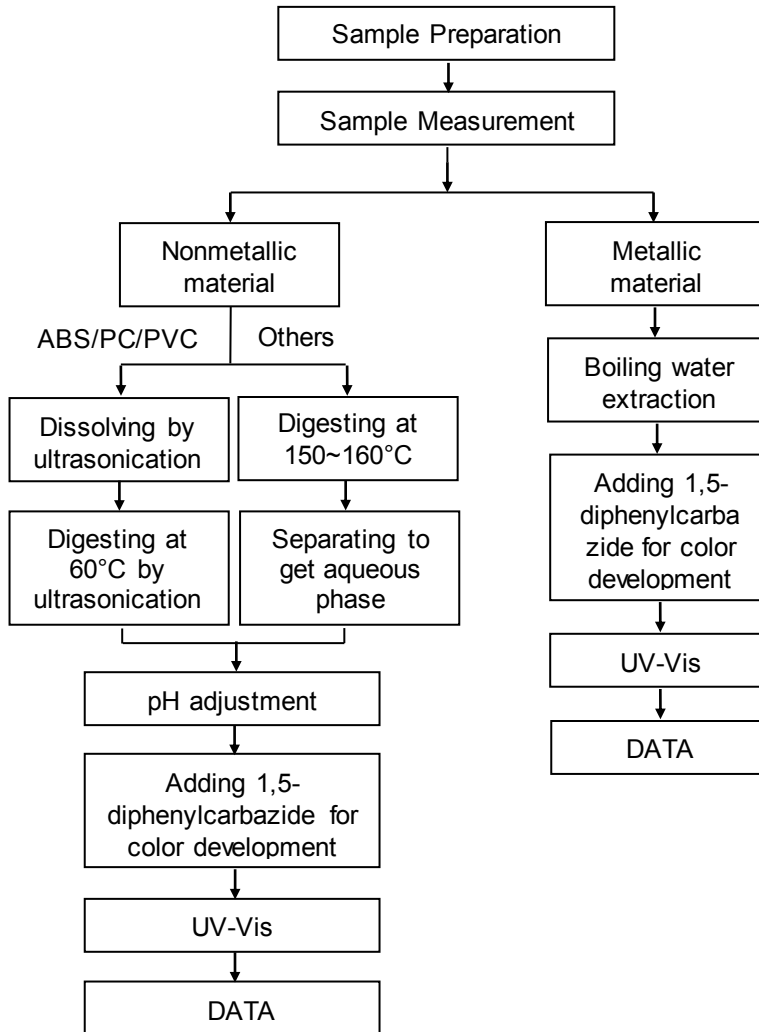 Sample Preparation
Sample Measurement
Nonmetallic
material
Metallic
material
ABS/PC/PVC
Others
Boiling water
extraction
Dissolving by
ultrasonication
Digesting at
150~160°C
Adding 1,5-
diphenylcarba
zide for color
development
Digesting at
60°C by
ultrasonication
Separating to
get aqueous
phase
UV-Vis
pH adjustment
DATA
Adding 1,5-
diphenylcarbazide for
color development
UV-Vis
DATA